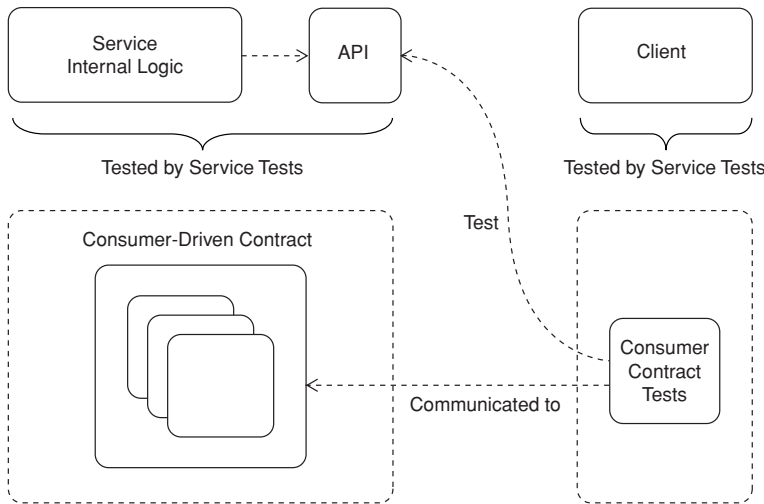 Service
Internal Logic
API
Client
Tested by Service Tests
Tested by Service Tests
Consumer-Driven Contract
Test
Consumer
Contract
Tests
Communicated to